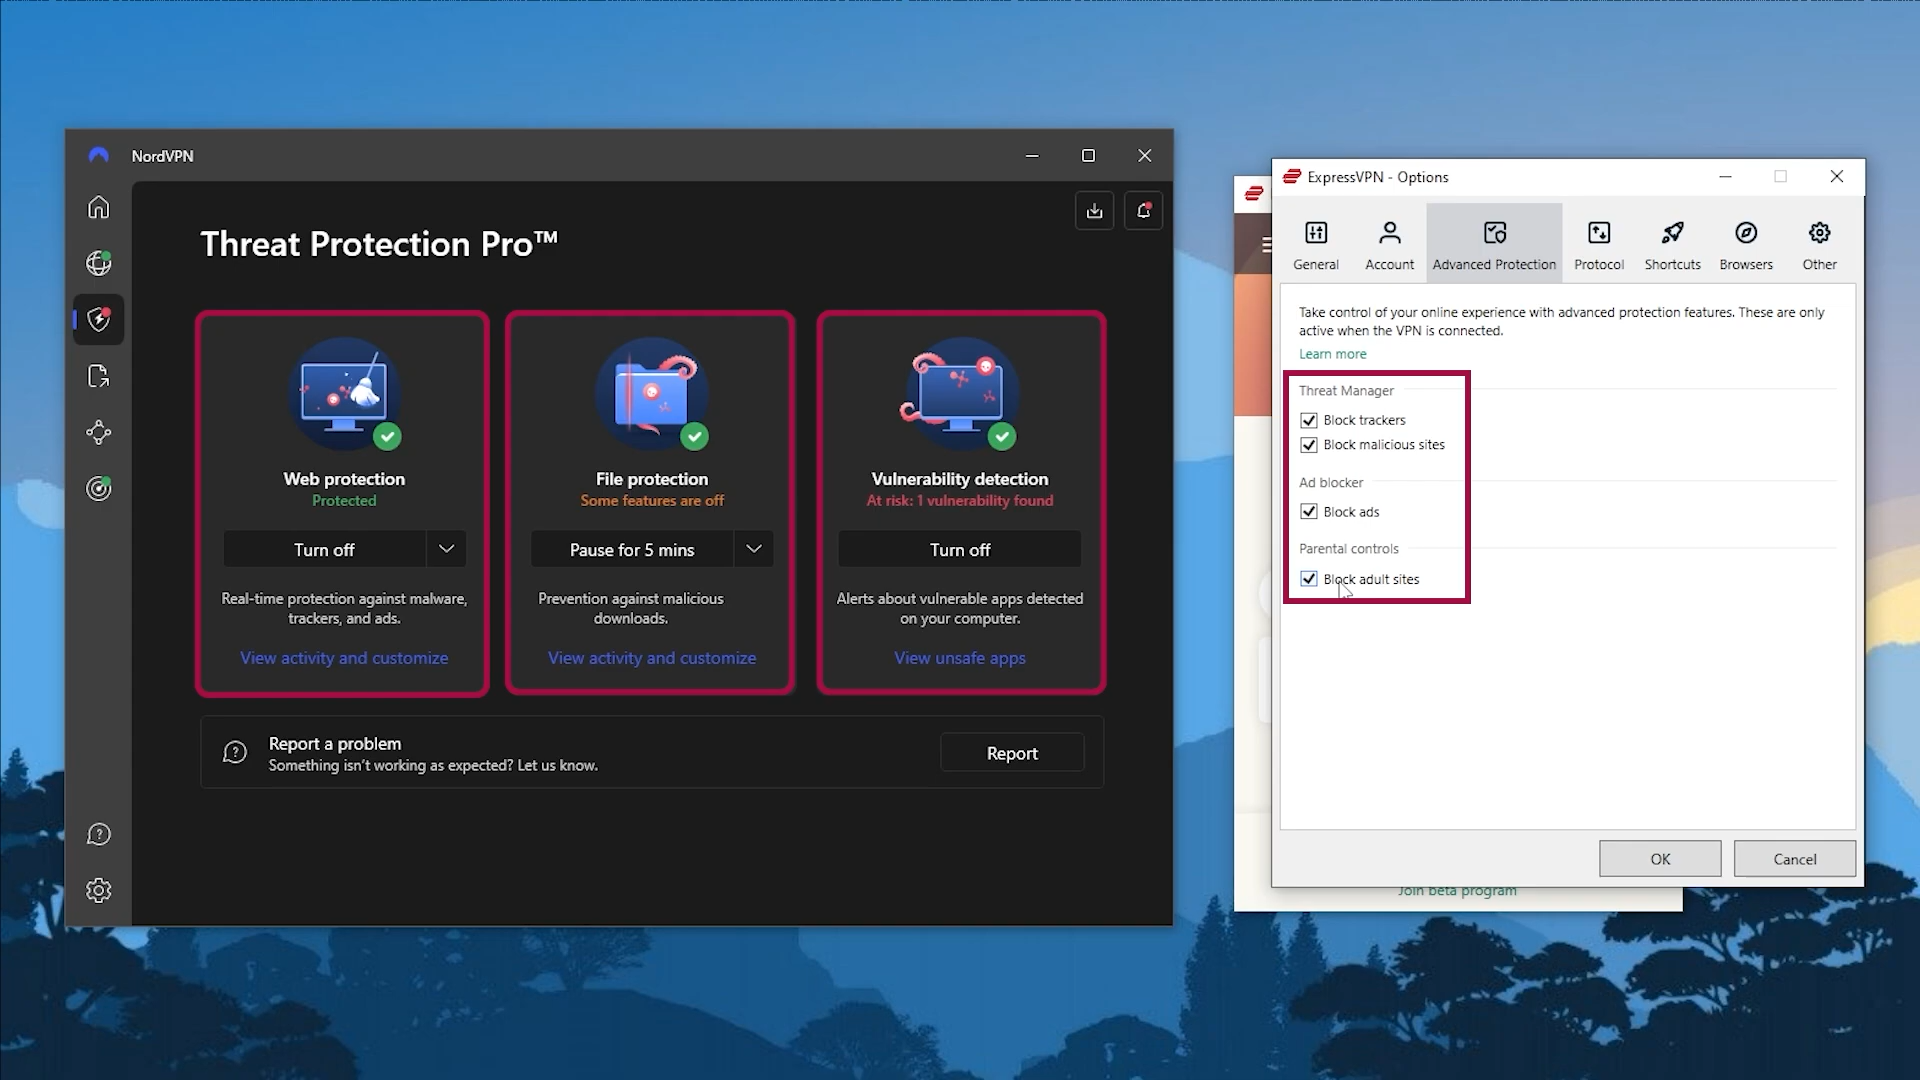 NordVPN
Threat Protection Pro™
Web protection
Protected
Turn off
Real-time protection against malware,
trackers, and ads.
View activity and customize
File protection
Some features are off
Pause for 5 mins
Prevention against malicious
downloads.
View activity and customize
Vulnerability detection
At risk: 1 vulnerability found
Turn off
Alerts about vulnerable apps detected
on your computer.
View unsafe apps
Report a problem
Something isn't working as expected? Let us know.
Report
ExpressVPN - Options
General
Account
Advanced Protection
Protocol
Shortcuts
Browsers
Other
Take control of your online experience with advanced protection features. These are only
active when the VPN is connected.
Learn more
Threat Manager
Block trackers
Block malicious sites
Ad blocker
Block ads
Parental controls
Block adult sites
OK
Cancel
Join beta program